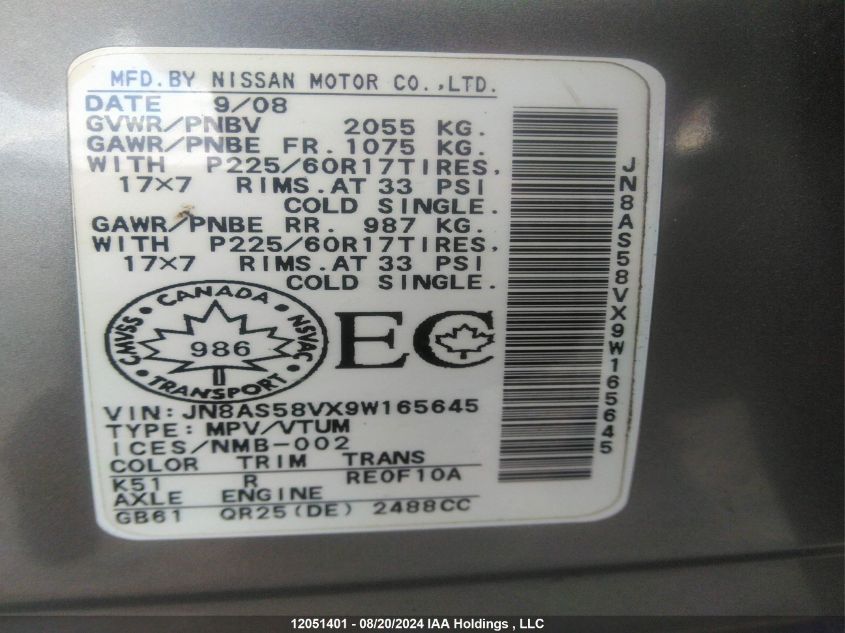 MFD.BY NISSAN MOTOR CO.,LTD.
DATE 9/08
GVWR/PNBV 2055 KG.
GAWR/PNBE FR. 1075 KG.
WITH P225/60R17TIRES,
17×7 RIMS.AT 33 PSI
COLD SINGLE.
GAWR/PNBE RR. 987 KG.
WITH P225/60R17TIRES,
17×7 RIMS.AT 33 PSI
COLD SINGLE.
CANADA
CMVSS 986 NSVAC
TRANSPORT
EC
VIN: JN8AS58VX9W165645
TYPE: MPV/VTUM
ICES/NMB-002
COLOR TRIM TRANS
K51 R RE0F10A
AXLE ENGINE
GB61 QR25(DE) 2488CC
JN8AS58VX9W165645
12051401 - 08/20/2024 IAA Holdings , LLC